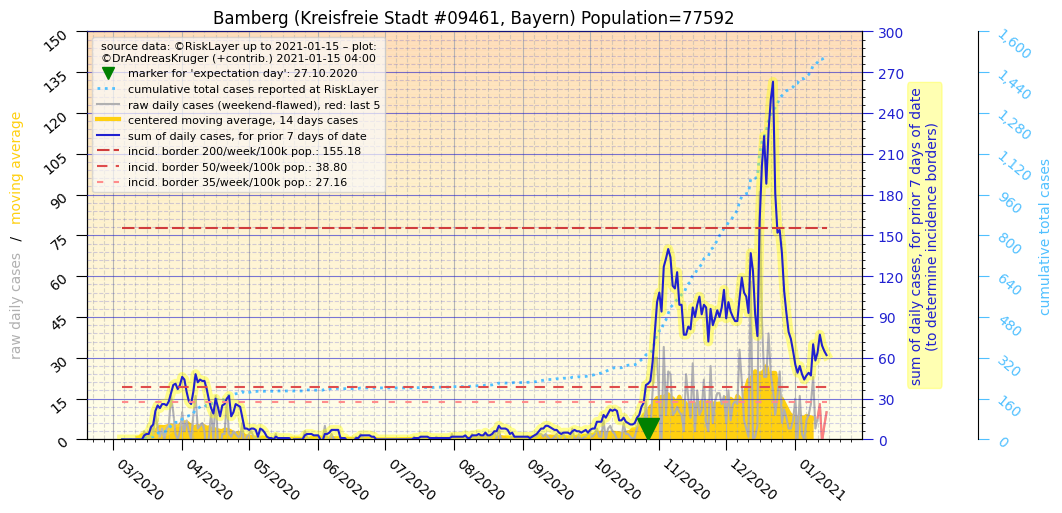 Bamberg (Kreisfreie Stadt #09461, Bayern) Population=77592
source data: ©RiskLayer up to 2021-01-15 – plot:
©DrAndreasKruger (+contrib.) 2021-01-15 04:00
marker for 'expectation day': 27.10.2020
cumulative total cases reported at RiskLayer
raw daily cases (weekend-flawed), red: last 5
centered moving average, 14 days cases
sum of daily cases, for prior 7 days of date
incid. border 200/week/100k pop.: 155.18
incid. border 50/week/100k pop.: 38.80
incid. border 35/week/100k pop.: 27.16
raw daily cases / moving average
150
135
120
105
90
75
60
45
30
15
0
03/2020
04/2020
05/2020
06/2020
07/2020
08/2020
09/2020
10/2020
11/2020
12/2020
01/2021
300
270
240
210
180
150
120
90
60
30
0
sum of daily cases, for prior 7 days of date
(to determine incidence borders)
1,600
1,440
1,280
1,120
960
800
640
480
320
160
0
cumulative total cases